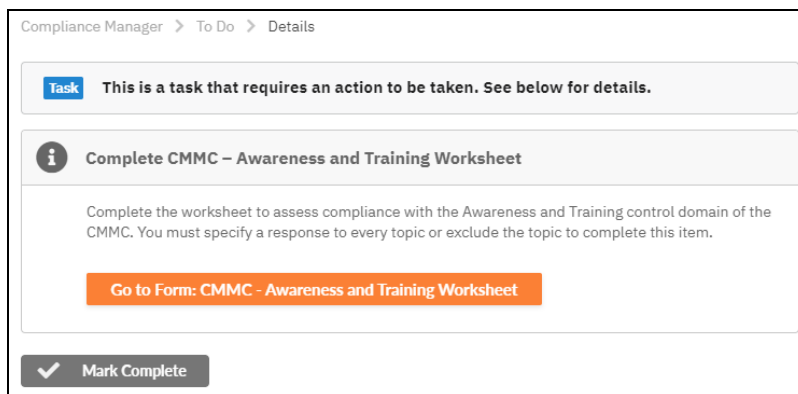 Compliance Manager > To Do > Details
Task This is a task that requires an action to be taken. See below for details.
Complete CMMC – Awareness and Training Worksheet
Complete the worksheet to assess compliance with the Awareness and Training control domain of the
CMMC. You must specify a response to every topic or exclude the topic to complete this item.
Go to Form: CMMC - Awareness and Training Worksheet
Mark Complete